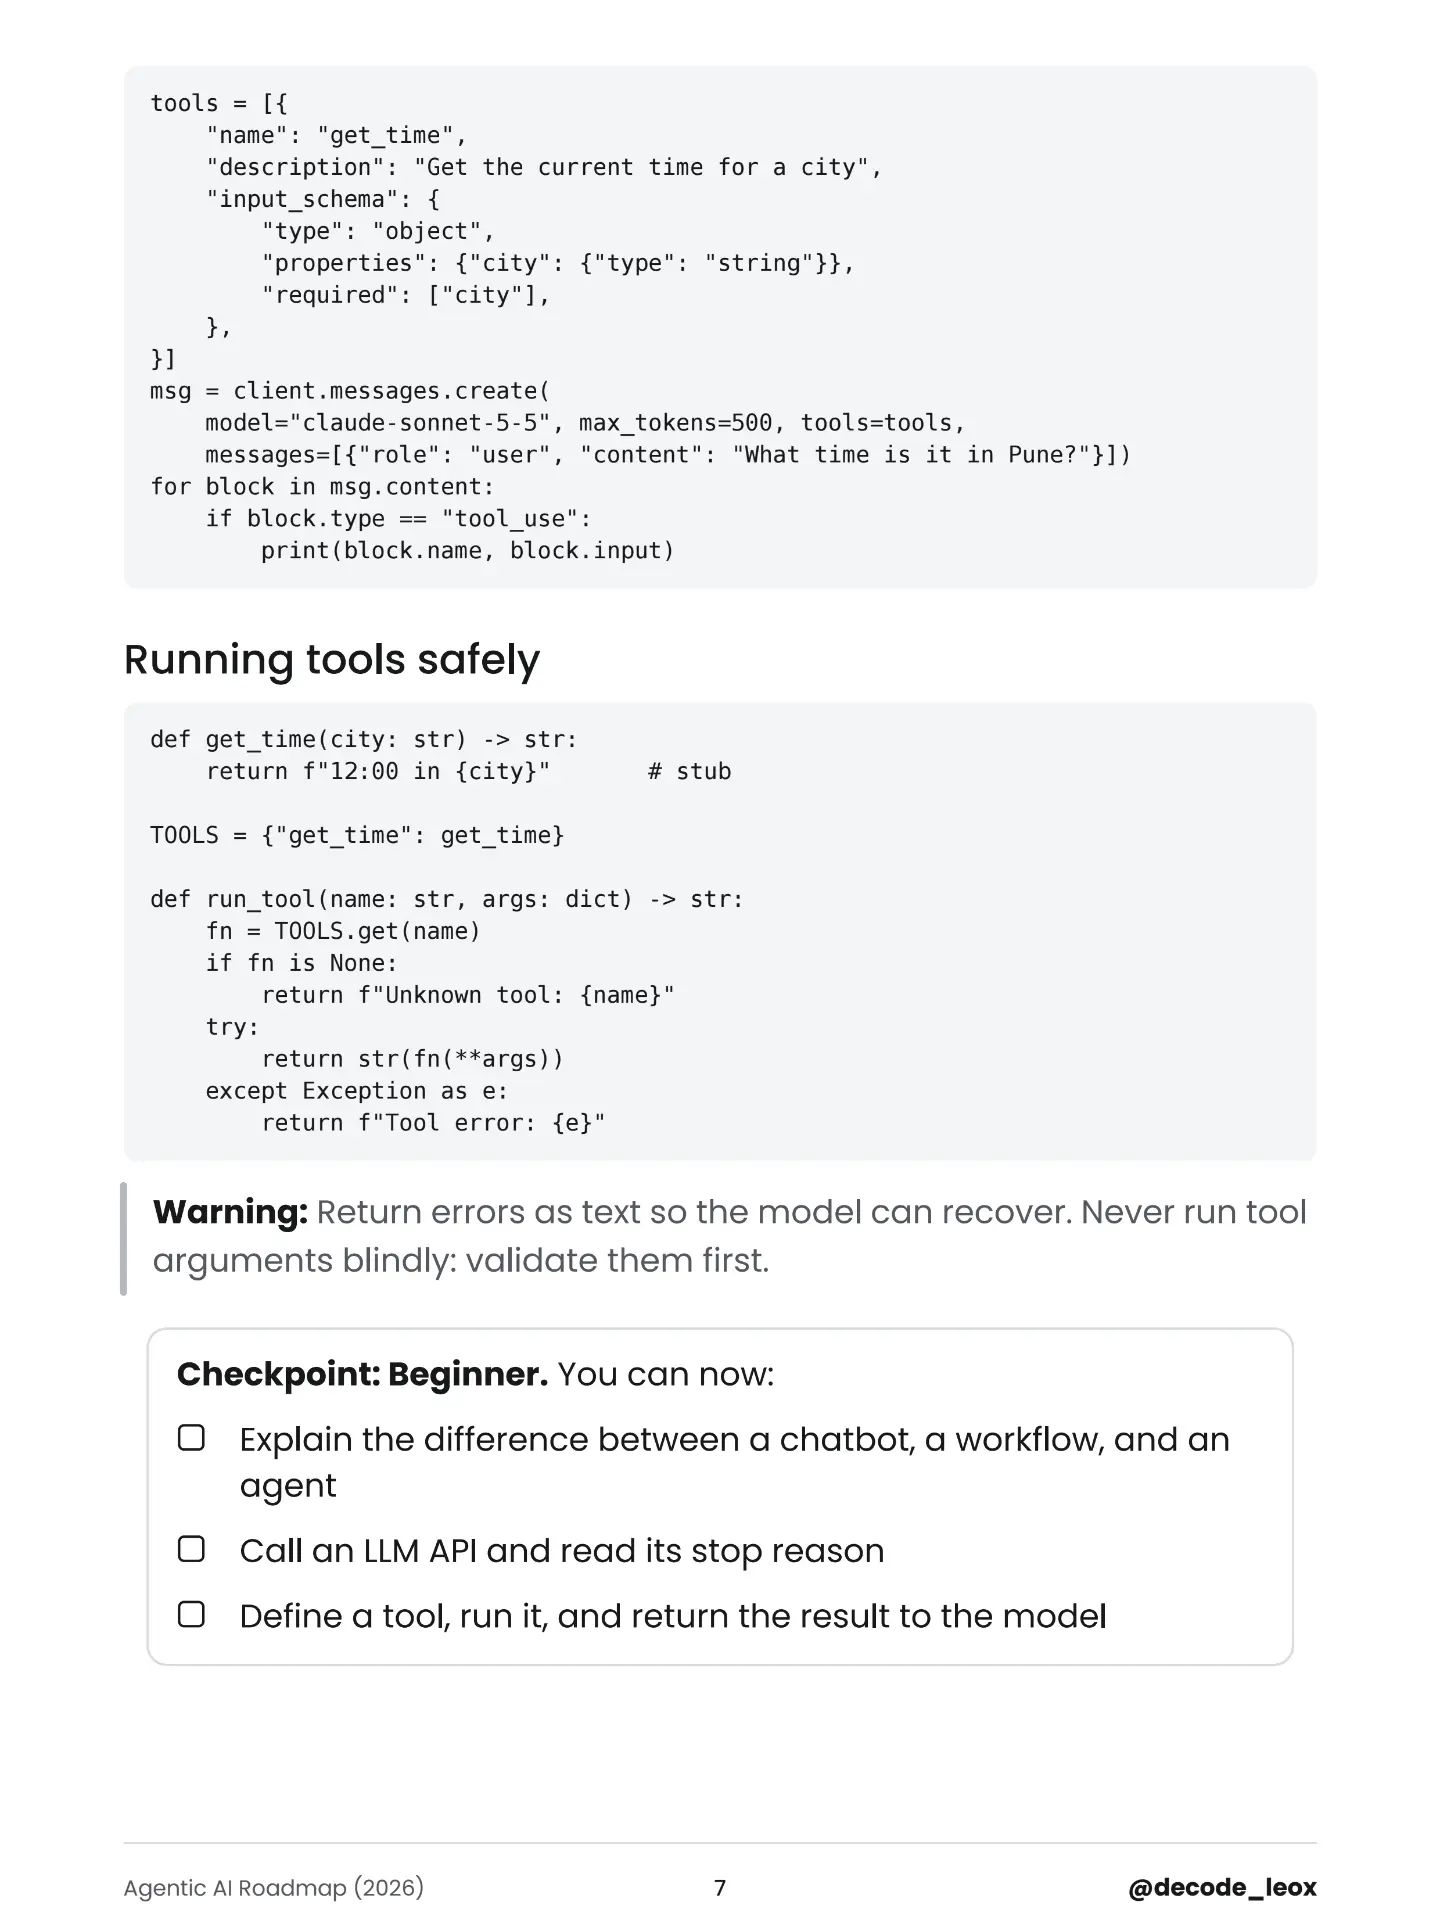 tools = [{
    "name": "get_time",
    "description": "Get the current time for a city",
    "input_schema": {
        "type": "object",
        "properties": {"city": {"type": "string"}},
        "required": ["city"],
    },
}]
msg = client.messages.create(
    model="claude-sonnet-5-5", max_tokens=500, tools=tools,
    messages=[{"role": "user", "content": "What time is it in Pune?"}])
for block in msg.content:
    if block.type == "tool_use":
        print(block.name, block.input)
Running tools safely
def get_time(city: str) -> str:
    return f"12:00 in {city}"       # stub
TOOLS = {"get_time": get_time}
def run_tool(name: str, args: dict) -> str:
    fn = TOOLS.get(name)
    if fn is None:
        return f"Unknown tool: {name}"
    try:
        return str(fn(**args))
    except Exception as e:
        return f"Tool error: {e}"
Warning: Return errors as text so the model can recover. Never run tool
arguments blindly: validate them first.
Checkpoint: Beginner. You can now:
Explain the difference between a chatbot, a workflow, and an
agent
Call an LLM API and read its stop reason
Define a tool, run it, and return the result to the model
Agentic AI Roadmap (2026)
7
@decode_leox